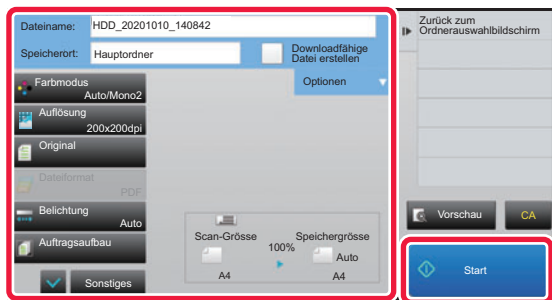 Dateiname:
HDD_20201010_140842
Speicherort:
Hauptordner
Downloadfähige
Datei erstellen
Optionen
Farbmodus
Auto/Mono2
Auflösung
200x200dpi
Original
Dateiformat
PDF
Belichtung
Auto
Auftragsaufbau
Sonstiges
Scan-Grösse
A4
100%
Speichergrösse
Auto
A4
Zurück zum
Ordnerauswahlbildschirm
Vorschau
CA
Start